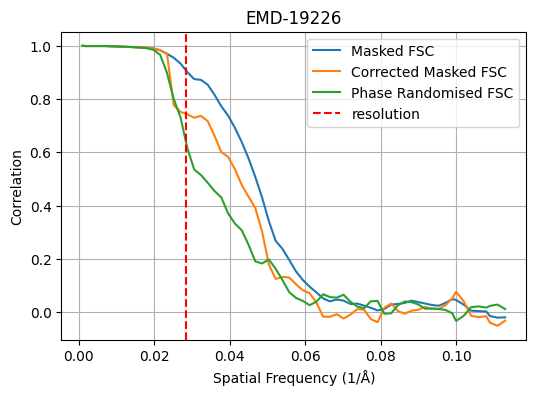 EMD-19226
Masked FSC
Corrected Masked FSC
Phase Randomised FSC
resolution
Correlation
1.0
0.8
0.6
0.4
0.2
0.0
0.00 0.02 0.04 0.06 0.08 0.10
Spatial Frequency (1/Å)